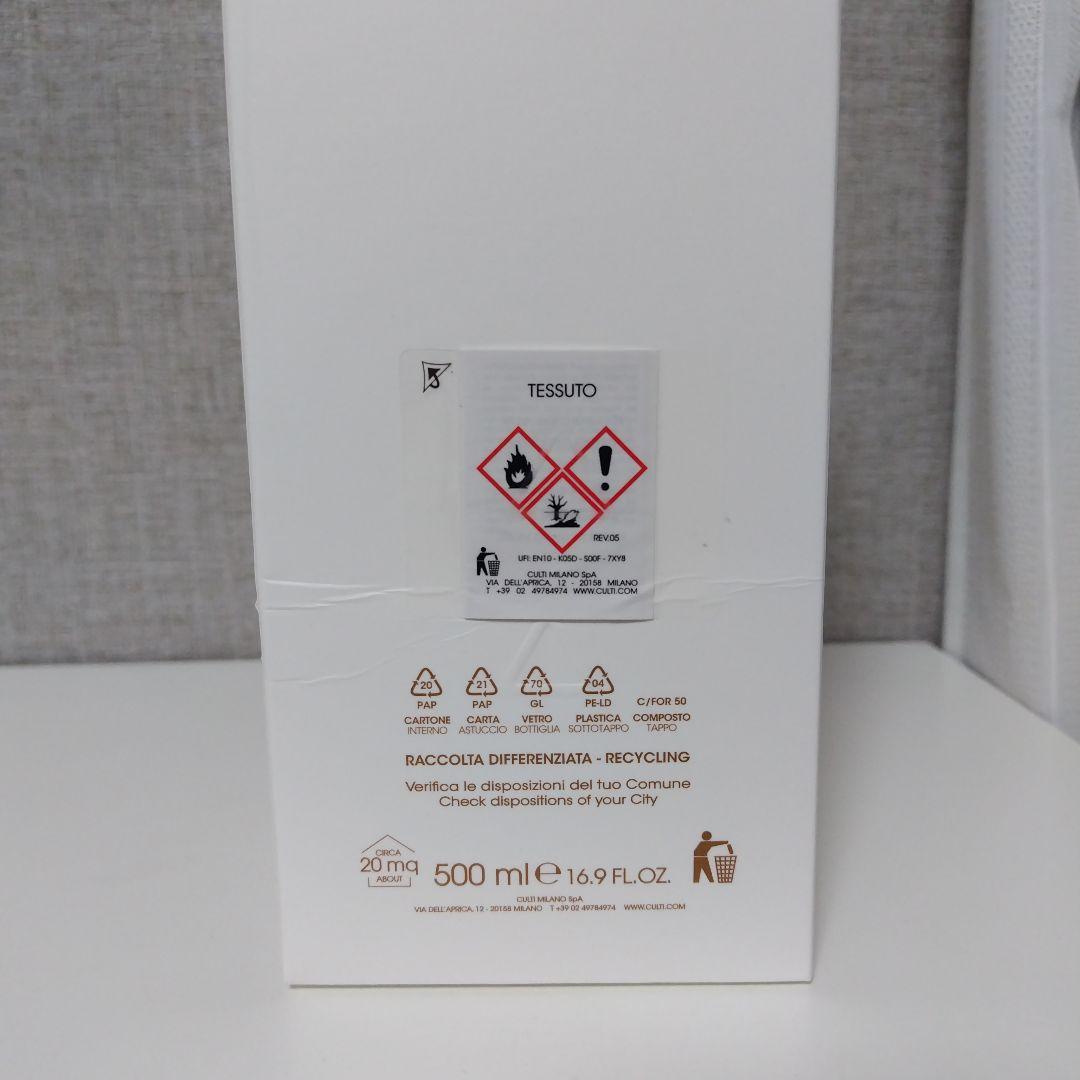 TESSUTO
REV.05
UFI: EN10 - K05D - S00F - 7XY8
CULTI MILANO SpA
VIA DELL'APRICA, 12 - 20158 MILANO
T +39 02 49784974 WWW.CULTI.COM
20 21 70 04
PAP PAP GL PE-LD C/FOR 50
CARTONE CARTA VETRO PLASTICA COMPOSTO
INTERNO ASTUCCIO BOTTIGLIA SOTTOTAPPO TAPPO
RACCOLTA DIFFERENZIATA - RECYCLING
Verifica le disposizioni del tuo Comune
Check dispositions of your City
CIRCA
20 mq
ABOUT
500 ml ℮ 16.9 FL.OZ.
CULTI MILANO SpA
VIA DELL'APRICA, 12 - 20158 MILANO T +39 02 49784974 WWW.CULTI.COM